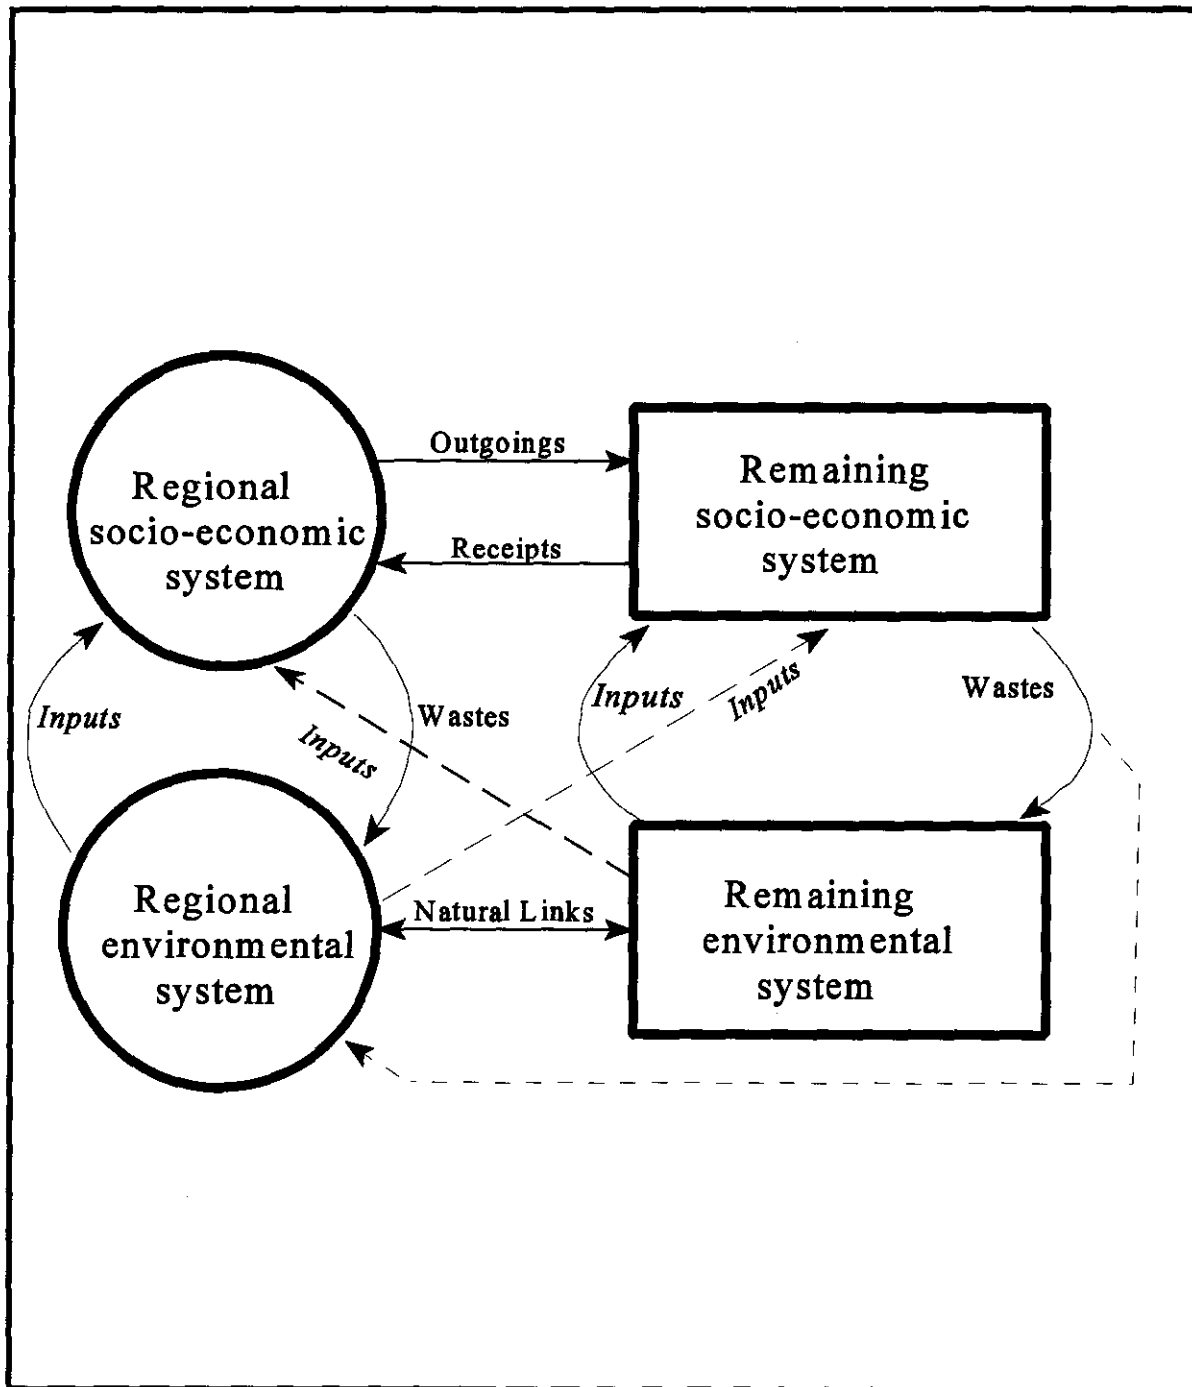 Outgoings
Regional
socio-economic
system
Remaining
socio-economic
system
Receipts
Inputs
Wastes
Inputs
Inputs
Inputs
Wastes
Regional
environmental
system
Natural Links
Remaining
environmental
system